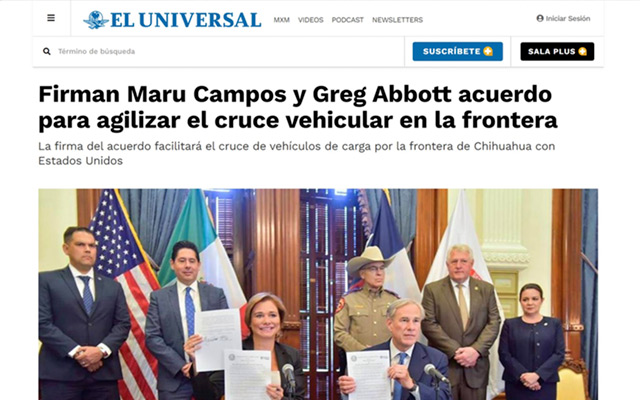 EL UNIVERSAL MXM VIDEOS PODCAST NEWSLETTERS Iniciar Sesión
Término de búsqueda SUSCRÍBETE SALA PLUS
Firman Maru Campos y Greg Abbott acuerdo
para agilizar el cruce vehicular en la frontera
La firma del acuerdo facilitará el cruce de vehículos de carga por la frontera de Chihuahua con
Estados Unidos